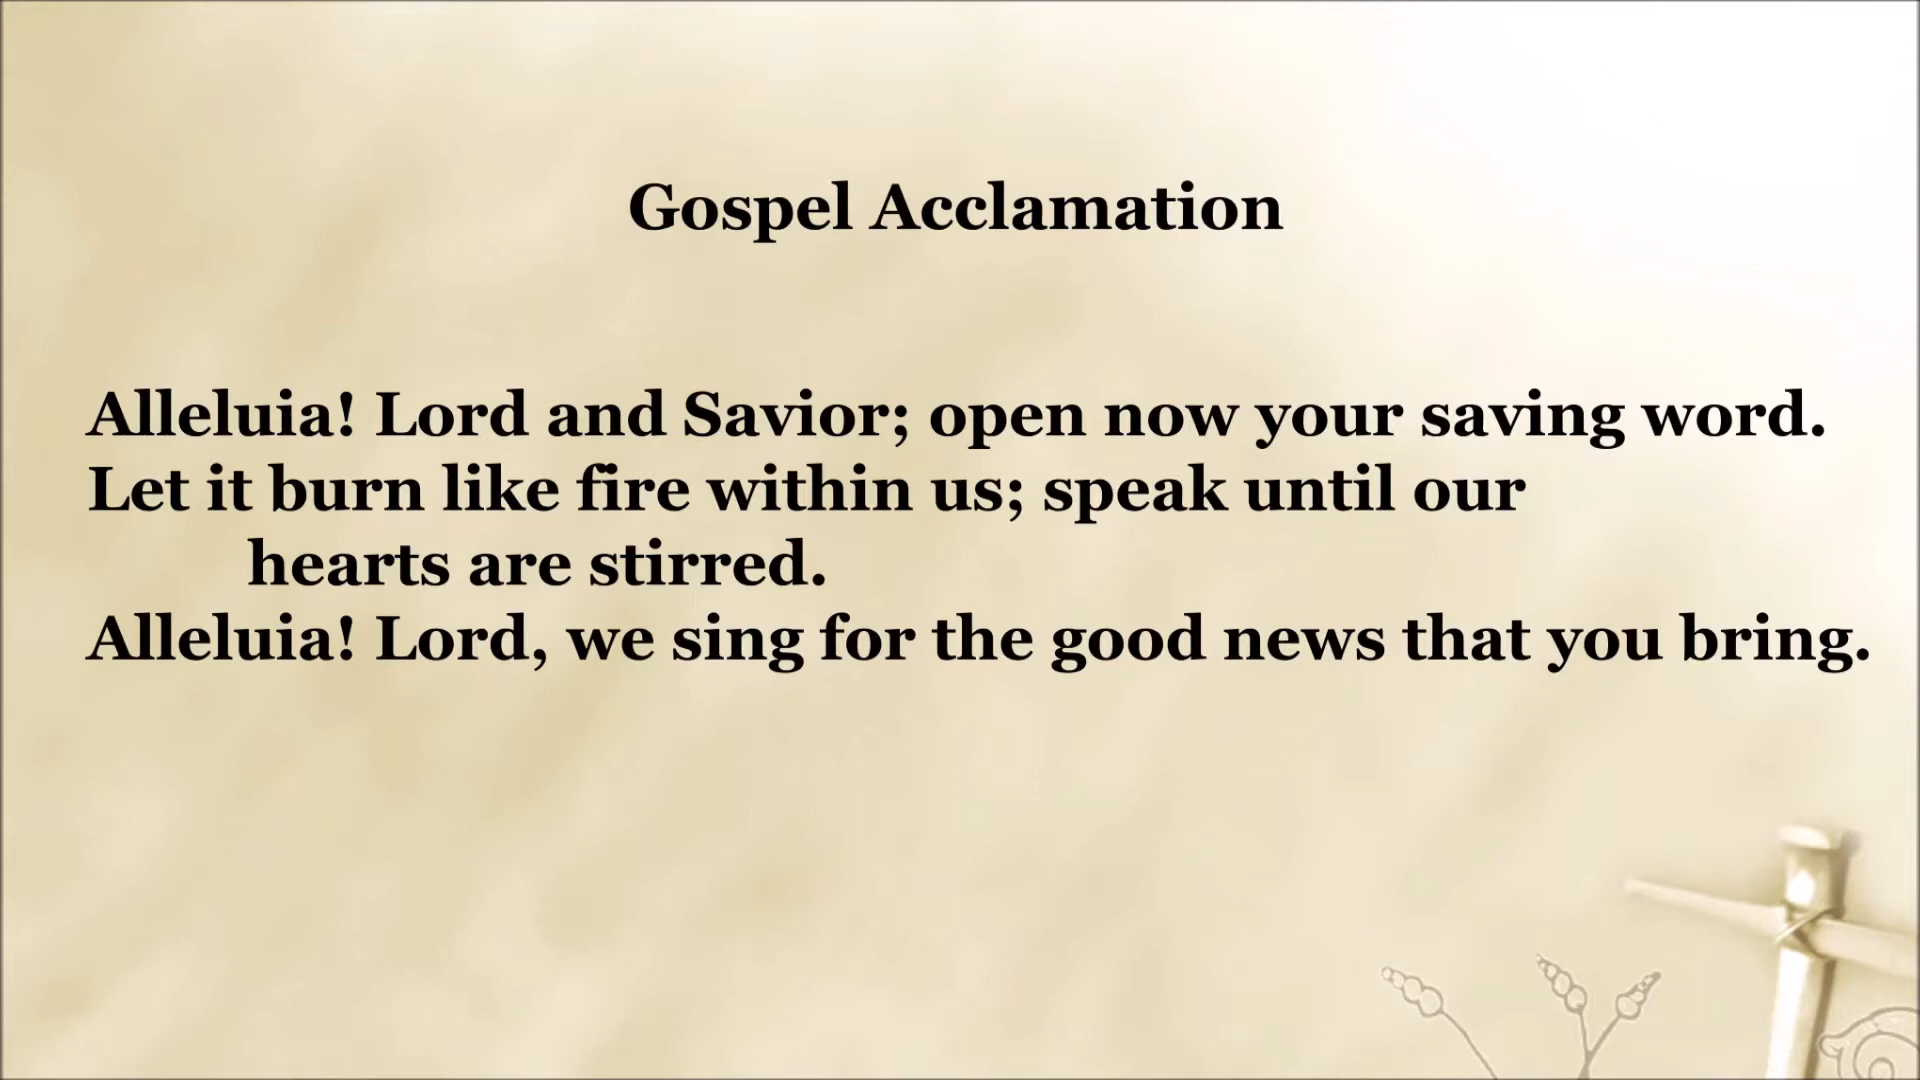 Gospel Acclamation
Alleluia! Lord and Savior; open now your saving word.
Let it burn like fire within us; speak until our
hearts are stirred.
Alleluia! Lord, we sing for the good news that you bring.